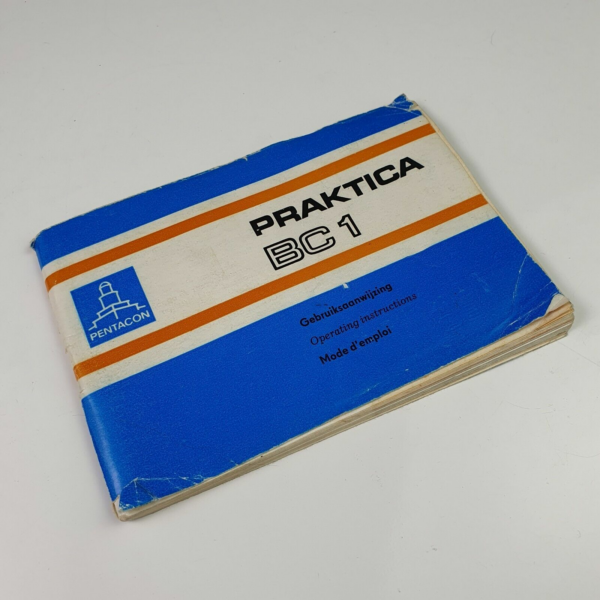 PRAKTICA
BC1
PENTACON
Gebruiksaanwijzing
Operating instructions
Mode d'emploi